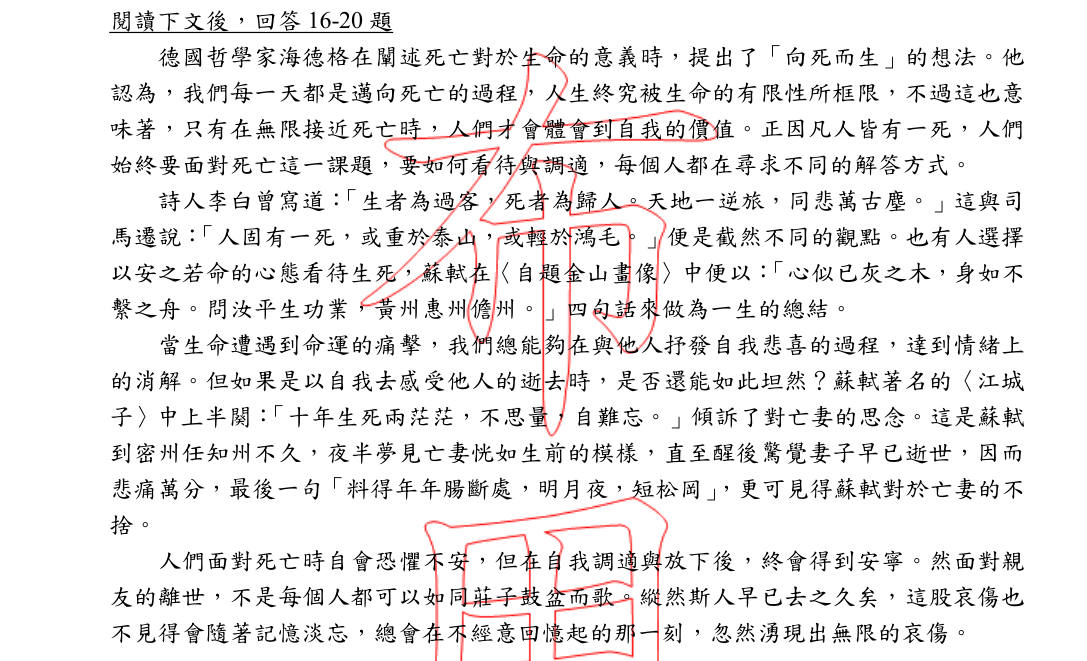 閱讀下文後，回答 16-20 題
德國哲學家海德格在闡述死亡對於生命的意義時，提出了「向死而生」的想法。他
認為，我們每一天都是邁向死亡的過程，人生終究被生命的有限性所框限，不過這也意
味著，只有在無限接近死亡時，人們才會體會到自我的價值。正因凡人皆有一死，人們
始終要面對死亡這一課題，要如何看待與調適，每個人都在尋求不同的解答方式。
詩人李白曾寫道：「生者為過客，死者為歸人。天地一逆旅，同悲萬古塵。」這與司
馬遷說：「人固有一死，或重於泰山，或輕於鴻毛。」便是截然不同的觀點。也有人選擇
以安之若命的心態看待生死，蘇軾在〈自題金山畫像〉中便以：「心似已灰之木，身如不
繫之舟。問汝平生功業，黃州惠州儋州。」四句話來做為一生的總結。
當生命遭遇到命運的痛擊，我們總能夠在與他人抒發自我悲喜的過程，達到情緒上
的消解。但如果是以自我去感受他人的逝去時，是否還能如此坦然？蘇軾著名的〈江城
子〉中上半闋：「十年生死兩茫茫，不思量，自難忘。」傾訴了對亡妻的思念。這是蘇軾
到密州任知州不久，夜半夢見亡妻恍如生前的模樣，直至醒後驚覺妻子早已逝世，因而
悲痛萬分，最後一句「料得年年腸斷處，明月夜，短松岡」，更可見得蘇軾對於亡妻的不
捨。
人們面對死亡時自會恐懼不安，但在自我調適與放下後，終會得到安寧。然面對親
友的離世，不是每個人都可以如同莊子鼓盆而歌。縱然斯人早已去之久矣，這股哀傷也
不見得會隨著記憶淡忘，總會在不經意回憶起的那一刻，忽然湧現出無限的哀傷。
布